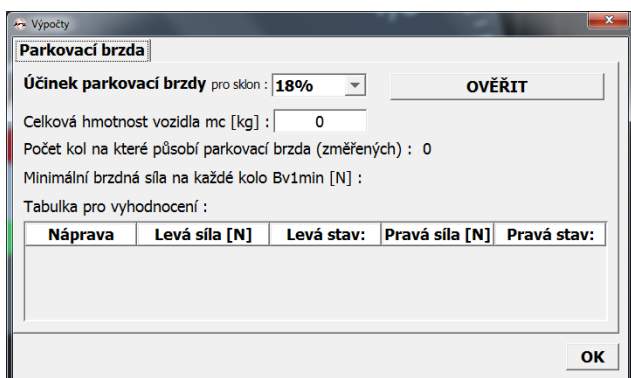 Výpočty
Parkovací brzda
Účinek parkovací brzdy pro sklon : 18% OVĚŘIT
Celková hmotnost vozidla mc [kg] : 0
Počet kol na které působí parkovací brzda (změřených) : 0
Minimální brzdná síla na každé kolo Bv1min [N] :
Tabulka pro vyhodnocení :
Náprava Levá síla [N] Levá stav: Pravá síla [N] Pravá stav:
OK